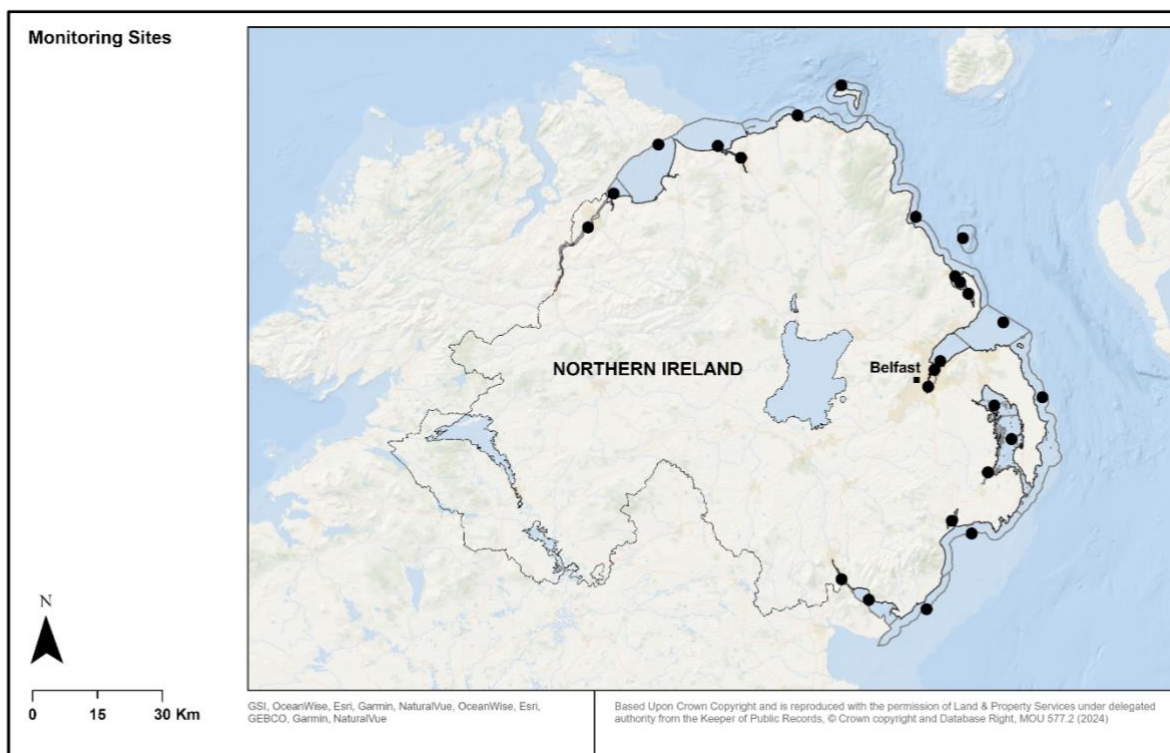 Monitoring Sites
NORTHERN IRELAND
Belfast
N
0 15 30 Km
GSI, OceanWise, Esri, Garmin, NaturalVue, OceanWise, Esri,
GEBCO, Garmin, NaturalVue
Based Upon Crown Copyright and is reproduced with the permission of Land & Property Services under delegated
authority from the Keeper of Public Records, © Crown copyright and Database Right, MOU 577.2 (2024)